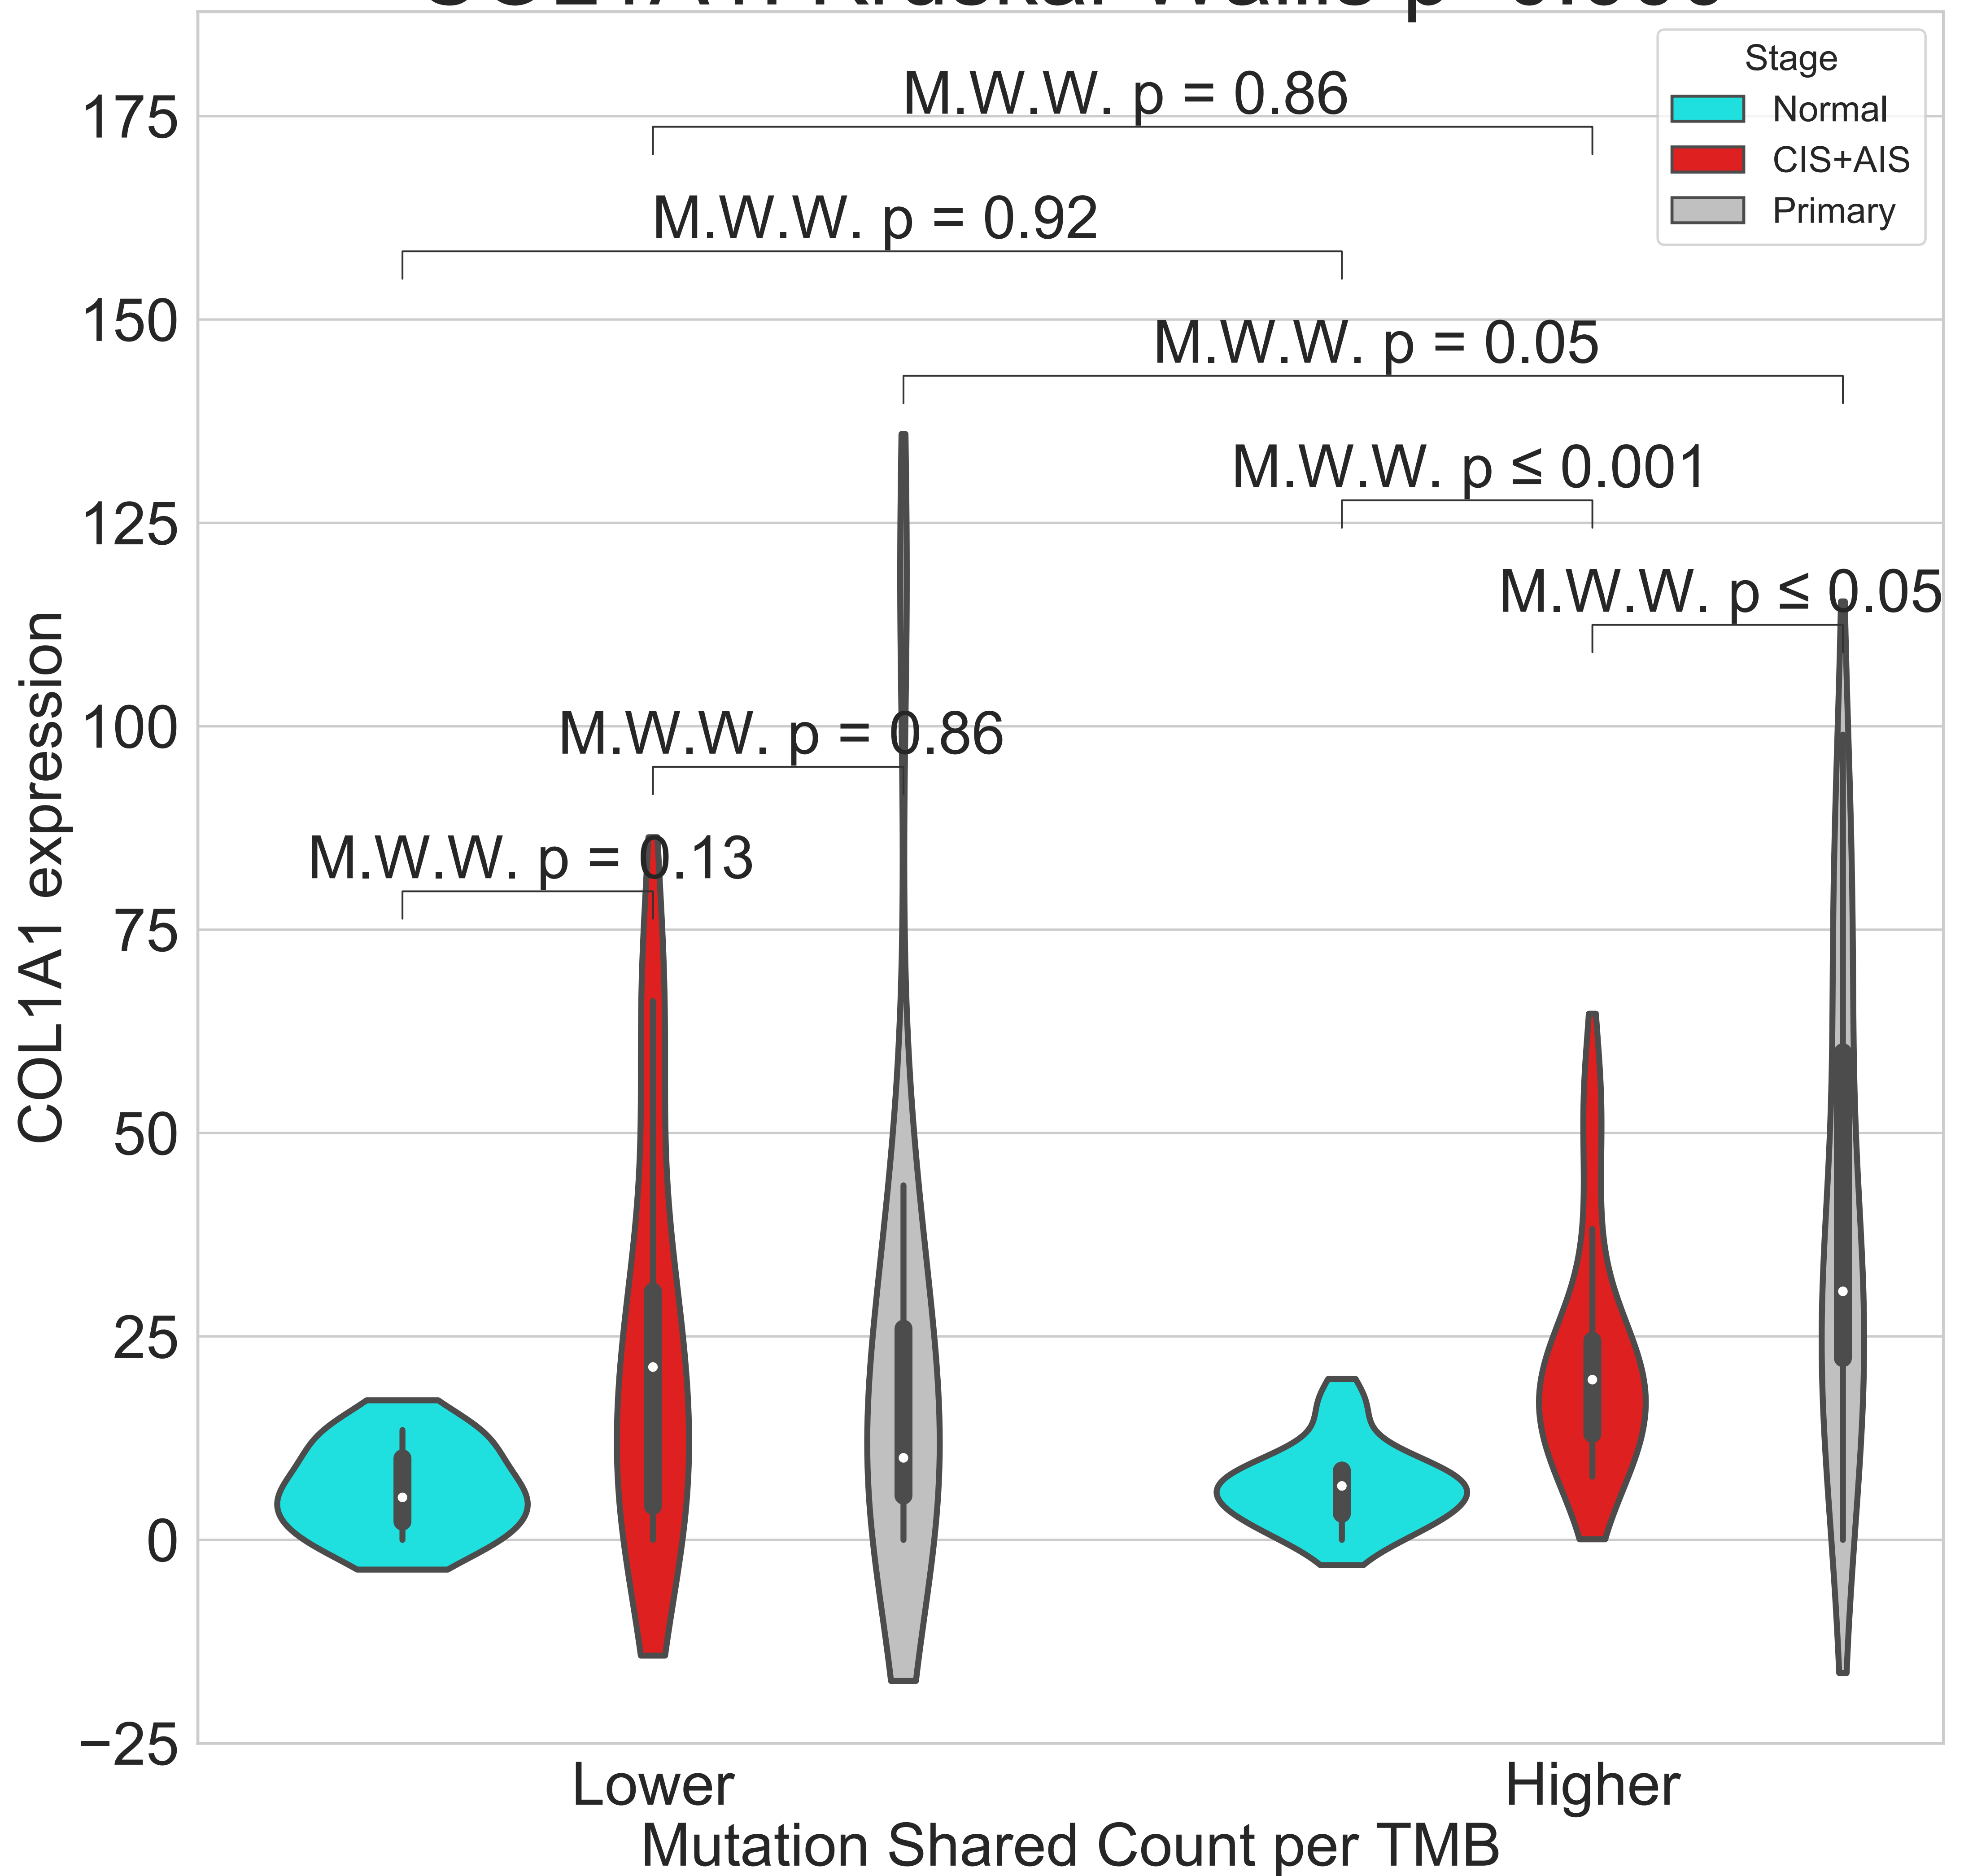 Stage
Normal
CIS+AIS
Primary
M.W.W. p = 0.86
M.W.W. p = 0.92
M.W.W. p = 0.05
M.W.W. p ≤ 0.001
M.W.W. p ≤ 0.05
M.W.W. p = 0.86
M.W.W. p = 0.13
175
150
125
100
75
50
25
0
−25
COL1A1 expression
Lower
Higher
Mutation Shared Count per TMB